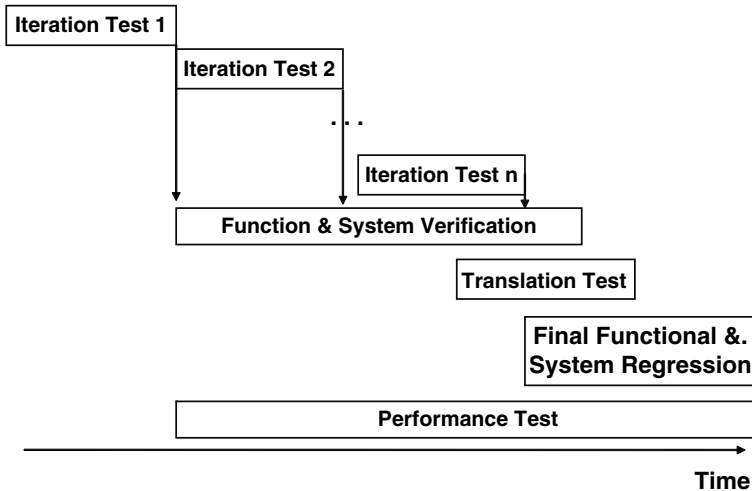 Iteration Test 1
Iteration Test 2
. . .
Iteration Test n
Function & System Verification
Translation Test
Final Functional &.
System Regression
Performance Test
Time